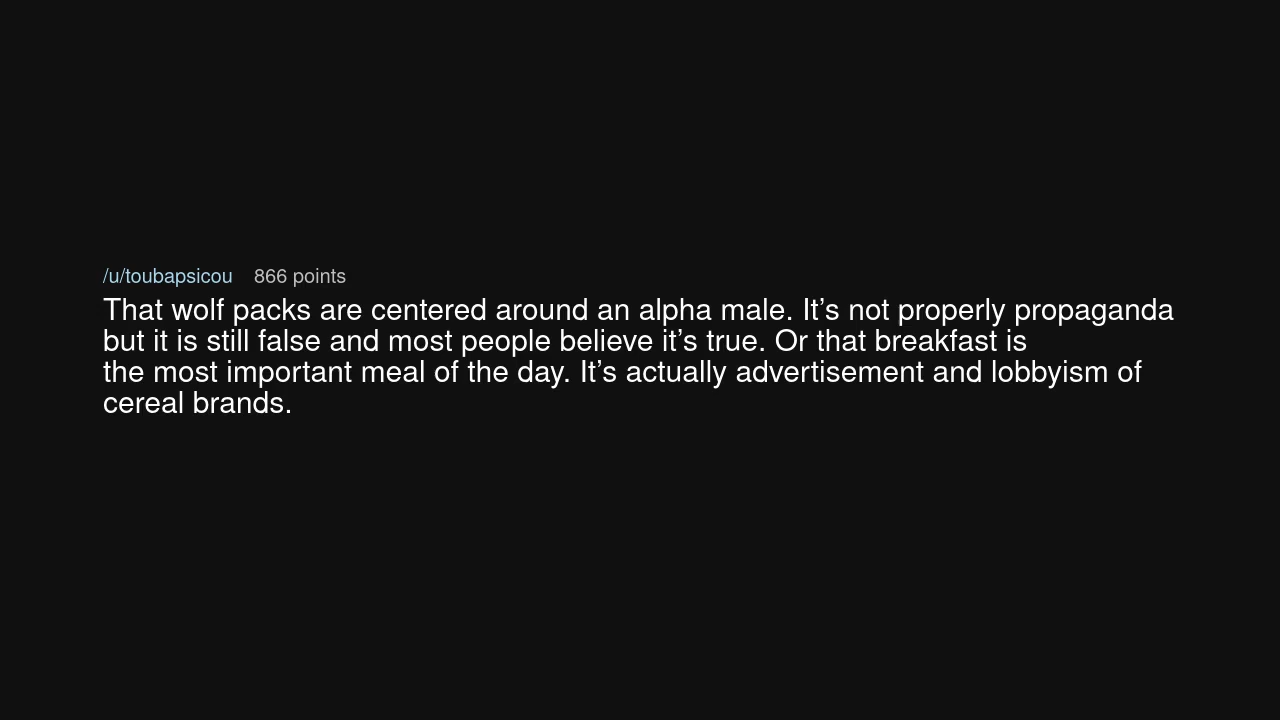 /u/toubapsicou 866 points
That wolf packs are centered around an alpha male. It’s not properly propaganda
but it is still false and most people believe it’s true. Or that breakfast is
the most important meal of the day. It’s actually advertisement and lobbyism of
cereal brands.